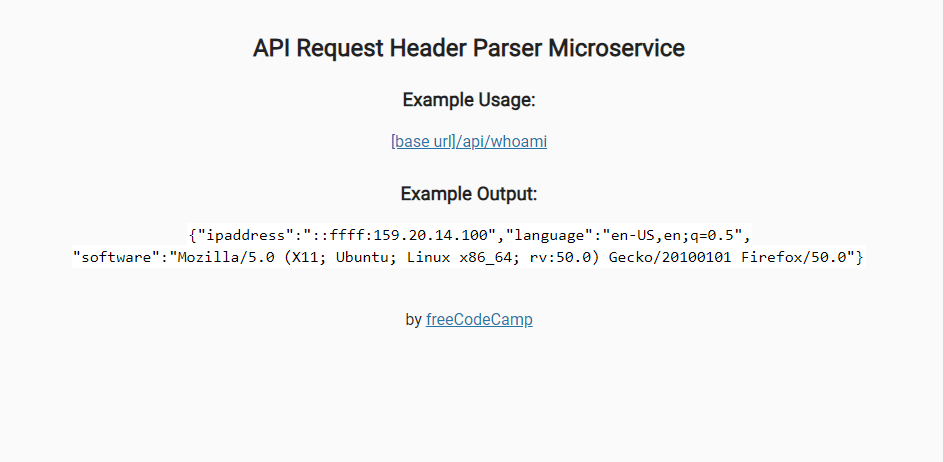 API Request Header Parser Microservice
Example Usage:
[base url]/api/whoami
Example Output:
{"ipaddress":"::ffff:159.20.14.100","language":"en-US,en;q=0.5",
"software":"Mozilla/5.0 (X11; Ubuntu; Linux x86_64; rv:50.0) Gecko/20100101 Firefox/50.0"}
by freeCodeCamp